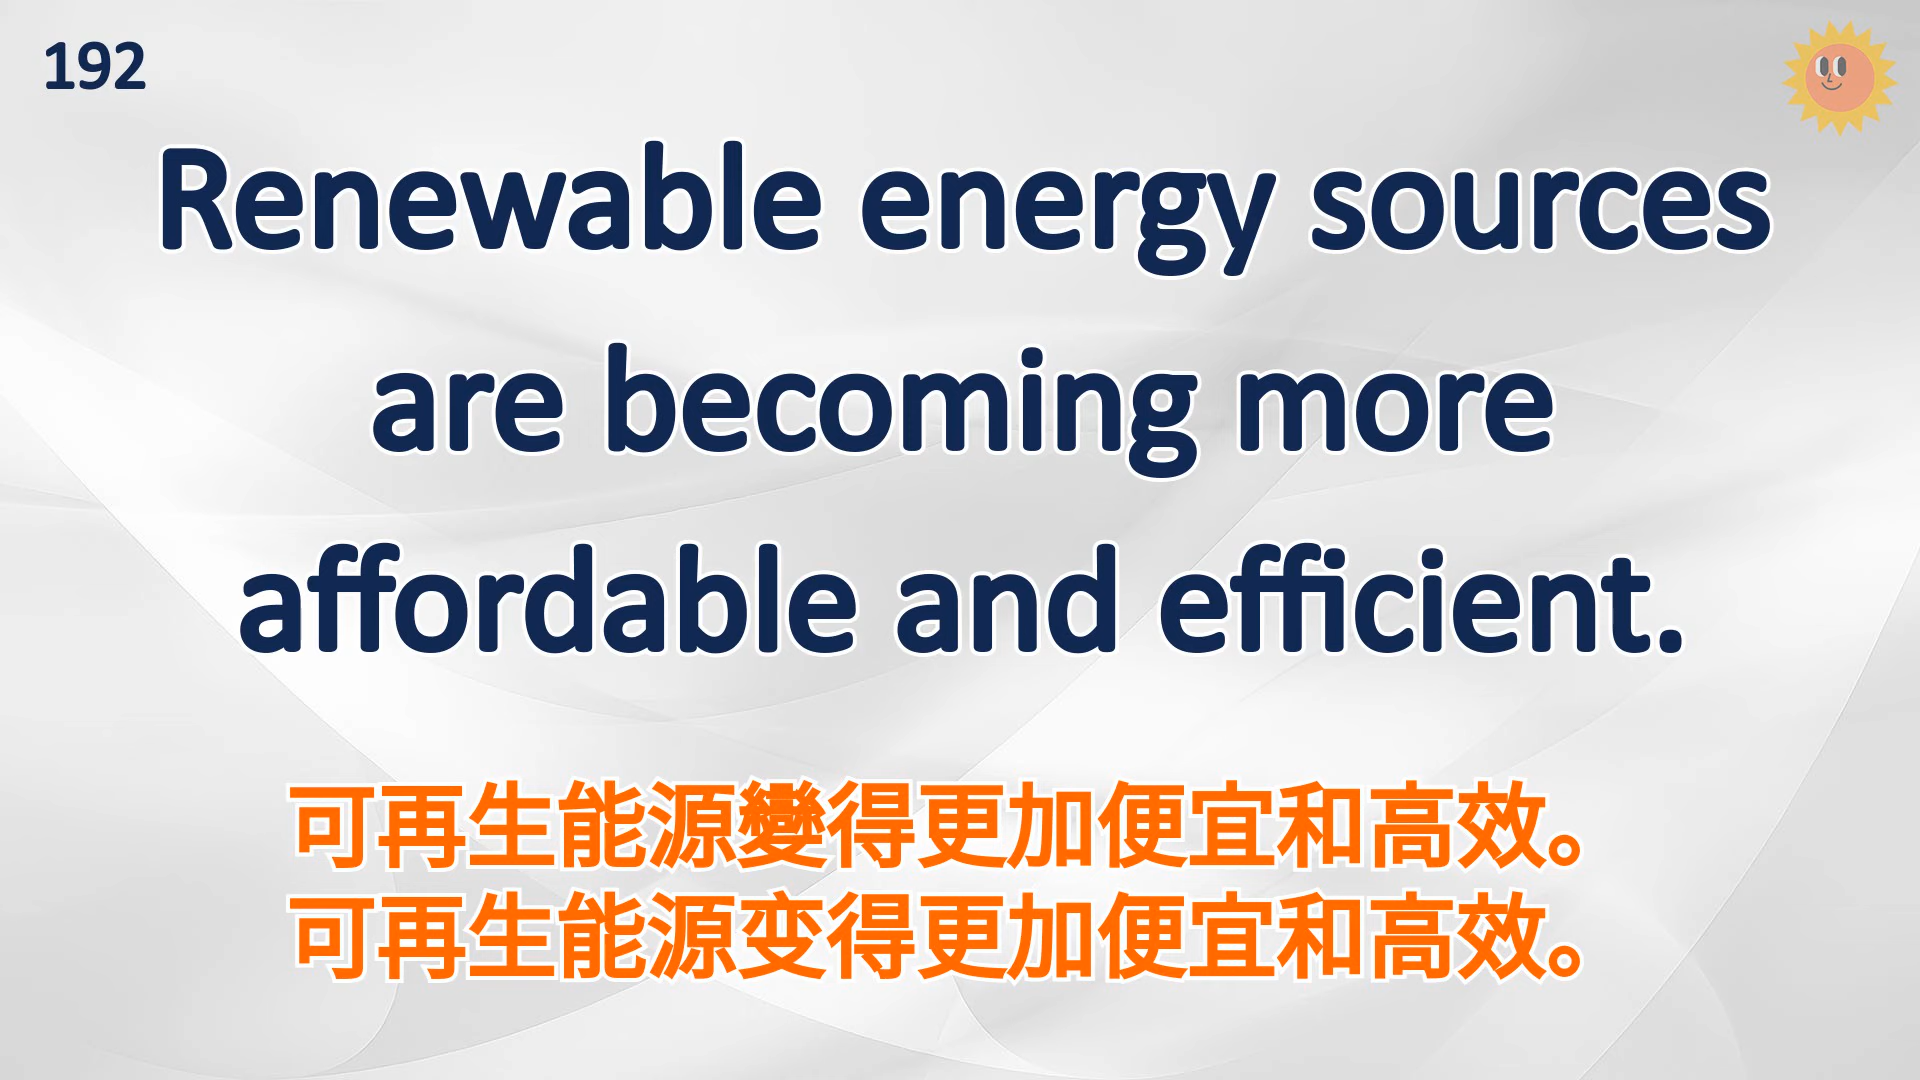 192
Renewable energy sources
are becoming more
affordable and efficient.
可再生能源變得更加便宜和高效。
可再生能源变得更加便宜和高效。